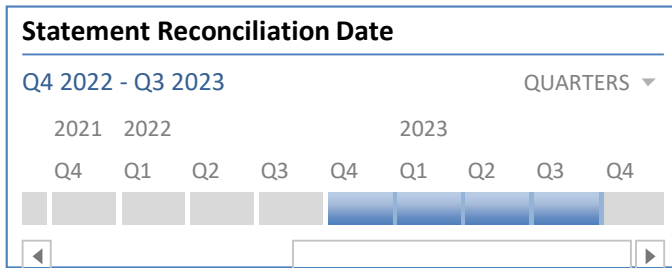 Statement Reconciliation Date
Q4 2022 - Q3 2023 QUARTERS
2021 2022 2023
Q4 Q1 Q2 Q3 Q4 Q1 Q2 Q3 Q4